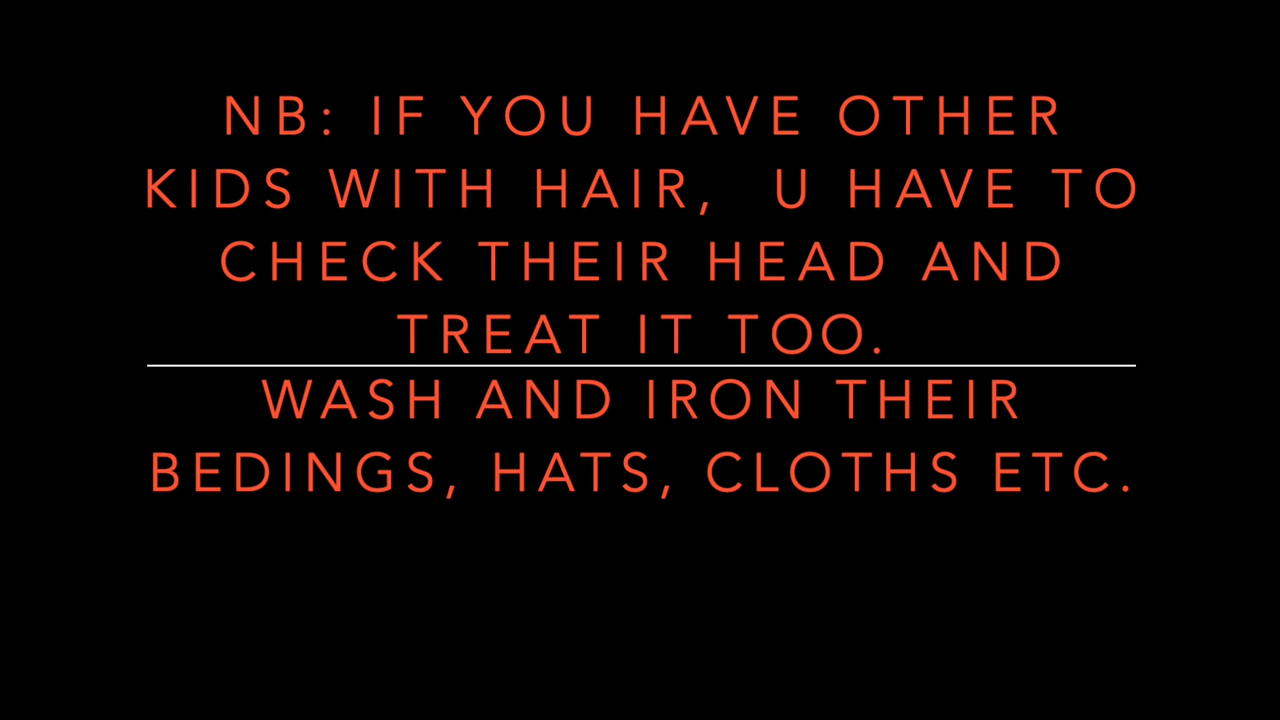 NB: IF YOU HAVE OTHER
KIDS WITH HAIR, U HAVE TO
CHECK THEIR HEAD AND
TREAT IT TOO.
WASH AND IRON THEIR
BEDINGS, HATS, CLOTHS ETC.